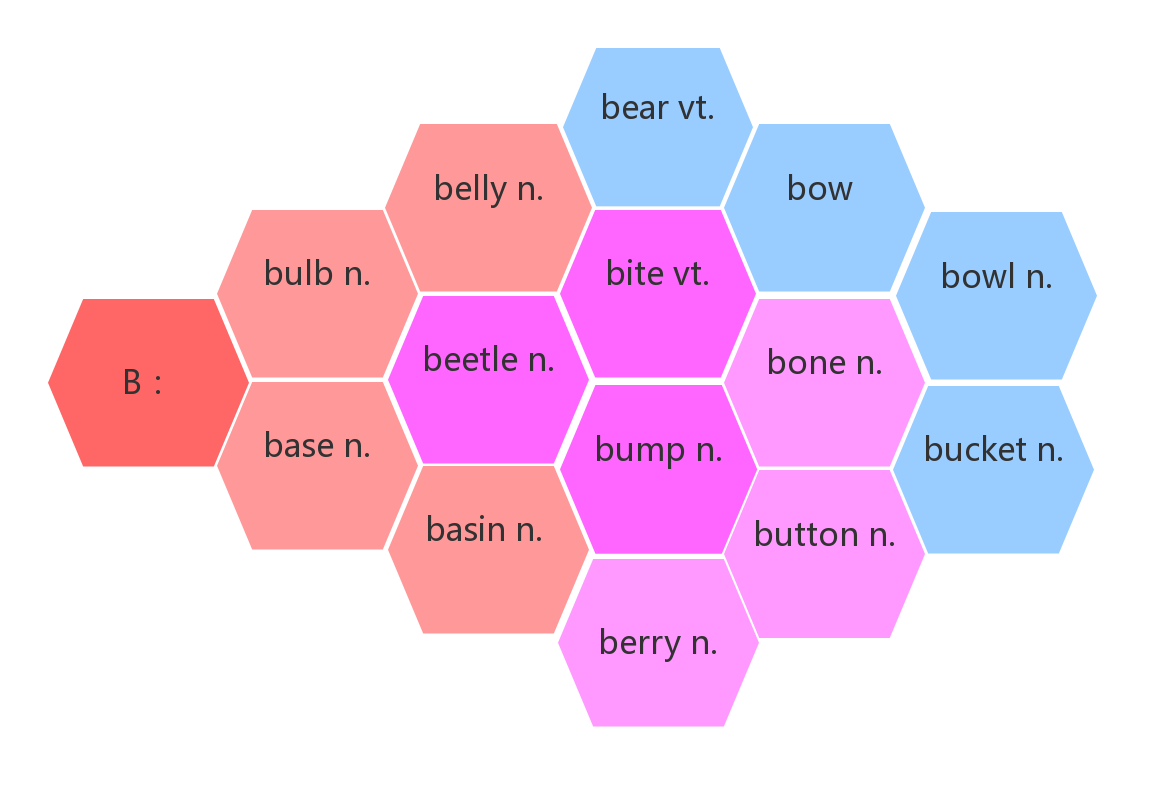 bear vt.
belly n.
bow
bulb n.
bite vt.
bowl n.
beetle n.
bone n.
B：
base n.
bump n.
bucket n.
basin n.
button n.
berry n.